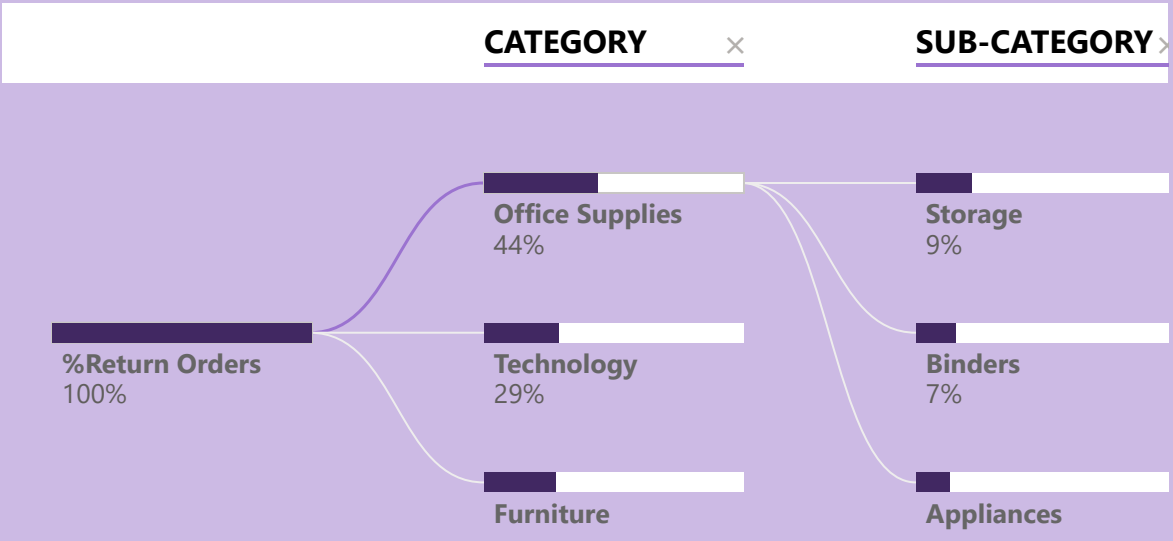 CATEGORY
SUB-CATEGORY
Office Supplies
44%
Storage
9%
%Return Orders
100%
Technology
29%
Binders
7%
Furniture
Appliances